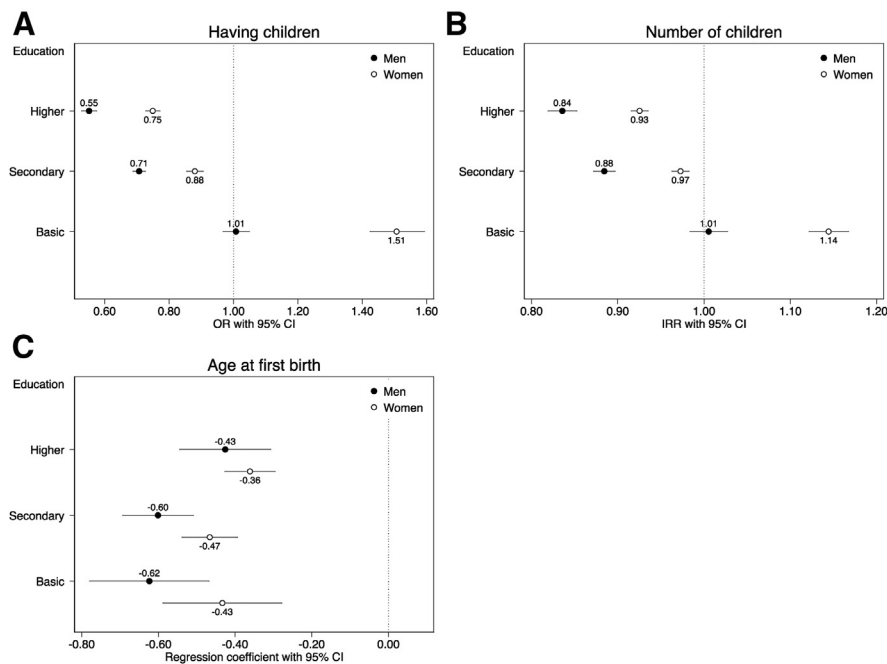 A
Having children
Education
Men
Women
Higher
0.55
0.75
Secondary
0.71
0.88
Basic
1.01
1.51
0.60 0.80 1.00 1.20 1.40 1.60
OR with 95% CI
B
Number of children
Education
Men
Women
Higher
0.84
0.93
Secondary
0.88
0.97
Basic
1.01
1.14
0.80 0.90 1.00 1.10 1.20
IRR with 95% CI
C
Age at first birth
Education
Men
Women
Higher
-0.43
-0.36
Secondary
-0.60
-0.47
Basic
-0.62
-0.43
-0.80 -0.60 -0.40 -0.20 0.00
Regression coefficient with 95% CI